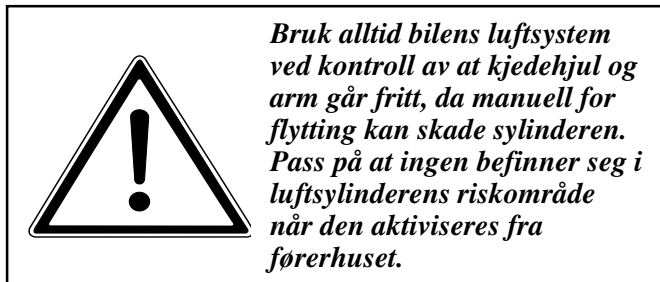 Bruk alltid bilens luftsystem
ved kontroll av at kjedehjul og
arm går fritt, da manuell for
flytting kan skade sylinderen.
Pass på at ingen befinner seg i
luftsylinderens riskområde
når den aktiviseres fra
førerhuset.